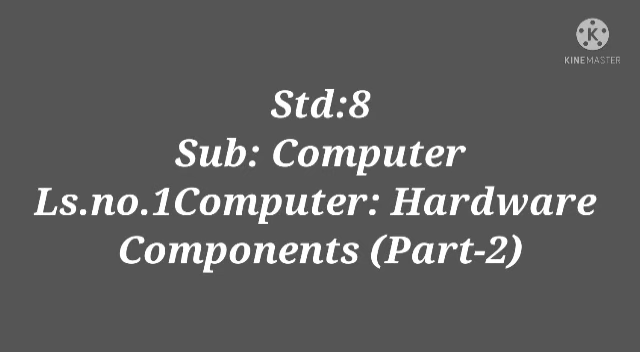 K
KINEMASTER
Std:8
Sub: Computer
Ls.no.1Computer: Hardware
Components (Part-2)